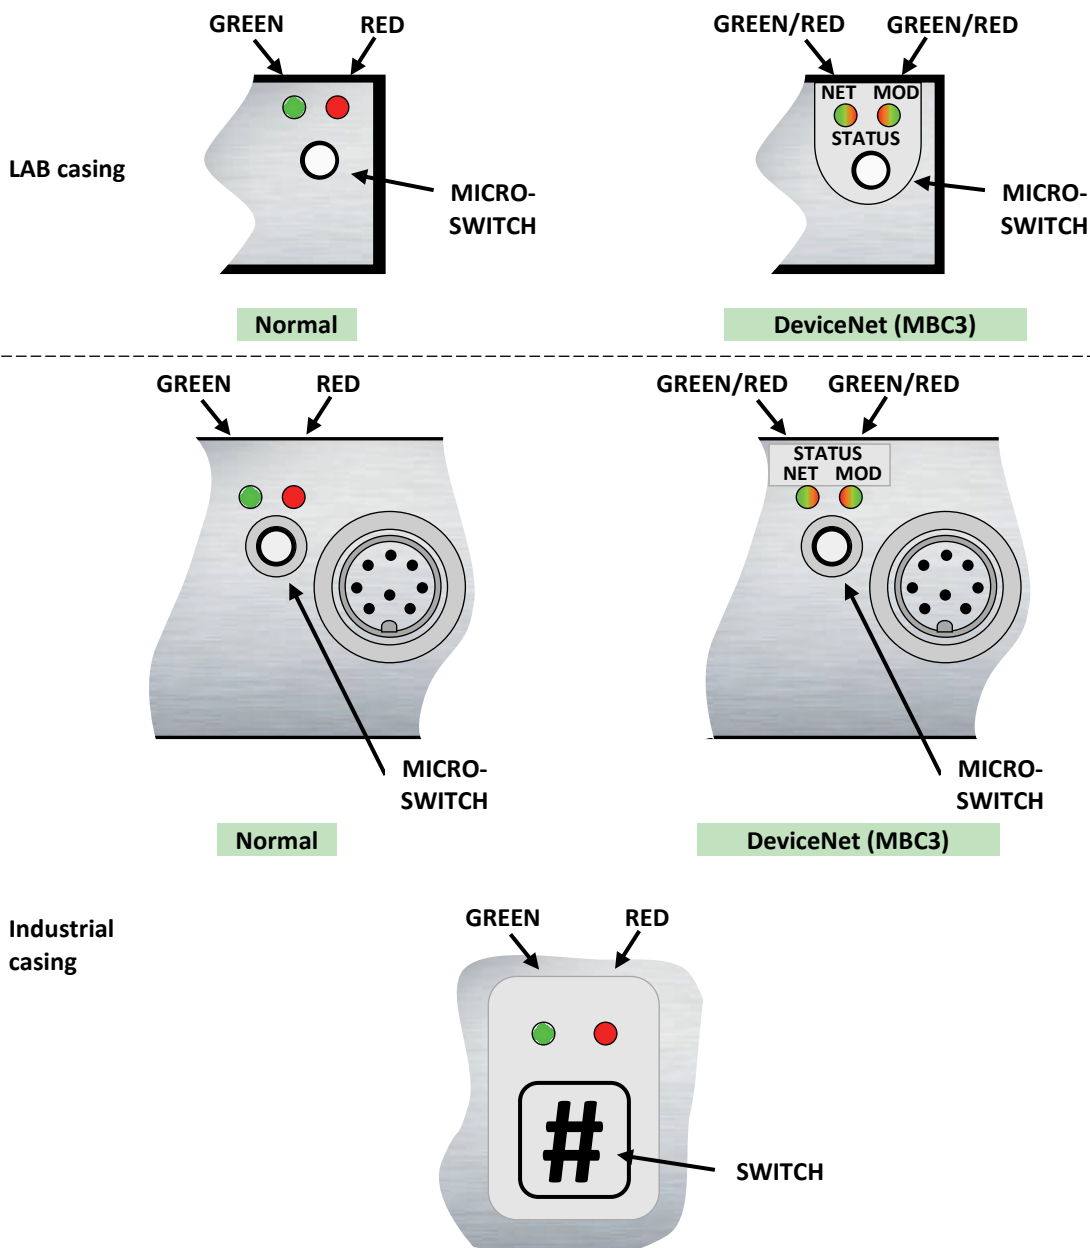 GREEN RED
GREEN/RED GREEN/RED
NET MOD
STATUS
LAB casing
MICRO-
SWITCH
MICRO-
SWITCH
Normal
DeviceNet (MBC3)
GREEN RED
GREEN/RED GREEN/RED
STATUS
NET MOD
MICRO-
SWITCH
MICRO-
SWITCH
Normal
DeviceNet (MBC3)
Industrial
casing
GREEN RED
#
SWITCH